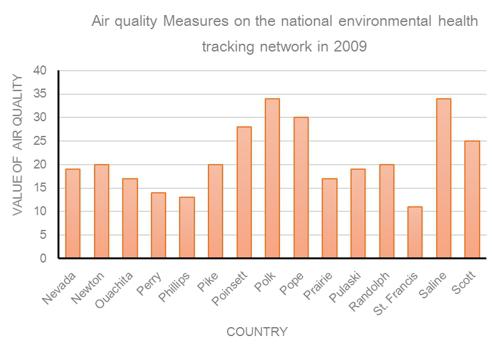 Air quality Measures on the national environmental health
tracking network in 2009
VALUE OF AIR QUALITY
40
35
30
25
20
15
10
5
0
Nevada
Newton
Ouachita
Perry
Phillips
Pike
Poinsett
Polk
Pope
Prairie
Pulaski
Randolph
St. Francis
Saline
Scott
COUNTRY